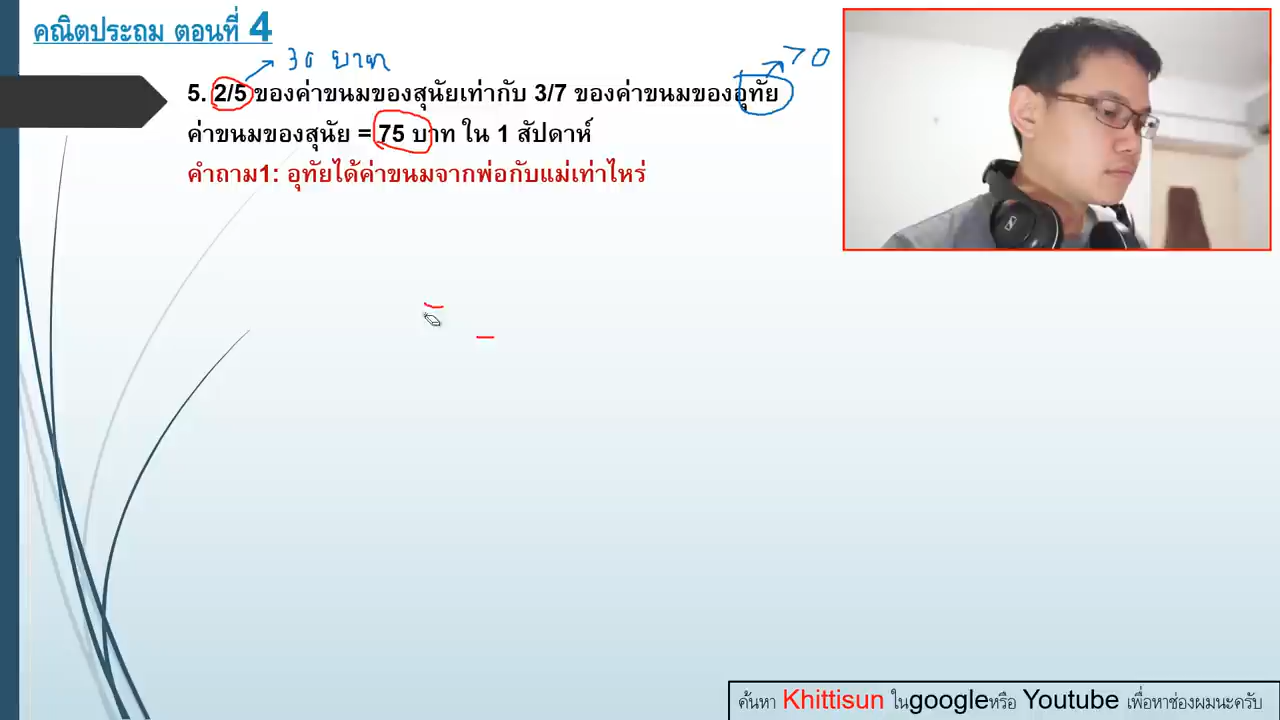 คณิตประถม ตอนที่ 4
30 บาท
70
5. 2/5 ของค่าขนมของสุนัยเท่ากับ 3/7 ของค่าขนมของอุทัย
ค่าขนมของสุนัย = 75 บาท ใน 1 สัปดาห์
คำถาม1: อุทัยได้ค่าขนมจากพ่อกับแม่เท่าไหร่
ค้นหา Khittisun ในgoogleหรือ Youtube เพื่อหาช่องผมนะครับ